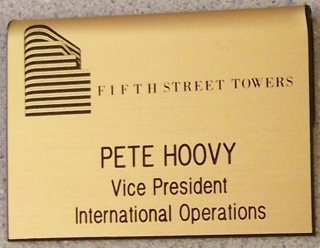 FIFTH STREET TOWERS
PETE HOOVY
Vice President
International Operations